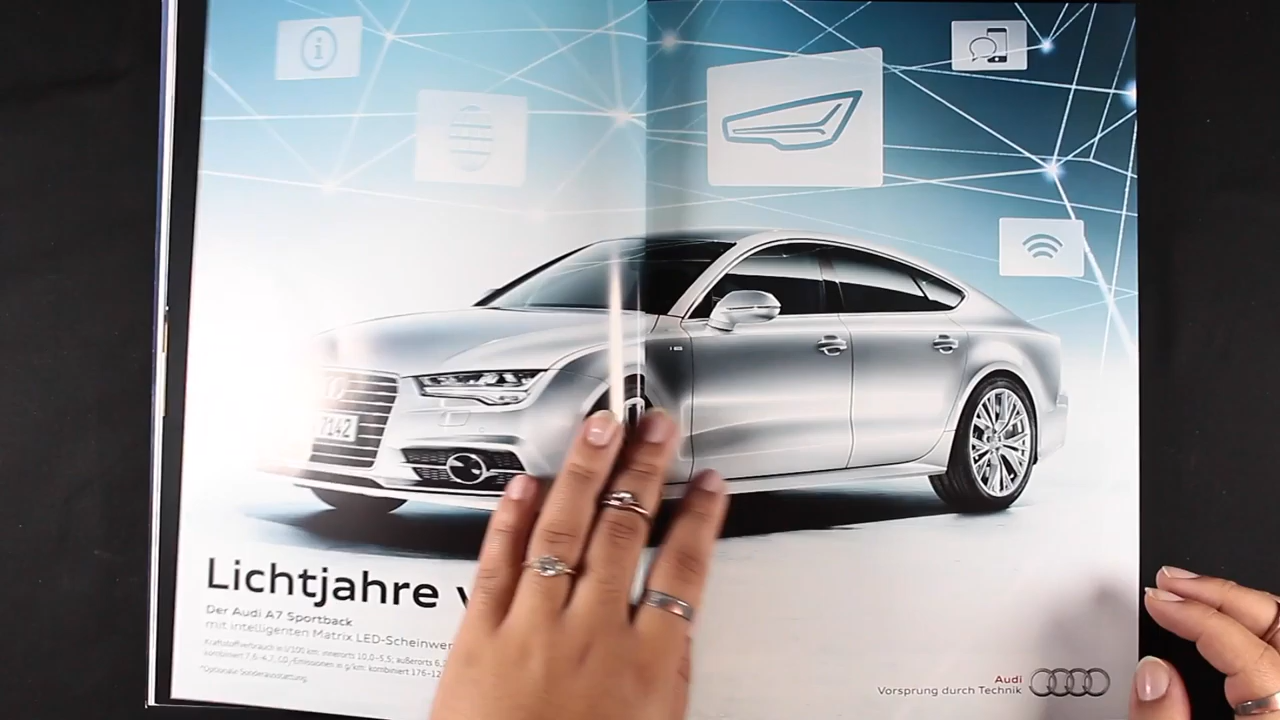 7142
Lichtjahre
Der Audi A7 Sportback
mit intelligenten Matrix LED-Scheinwer
Kraftstoffverbrauch in l/100 km: innerorts 10,0–5,5; außerorts 6,
kombiniert 7,6–4,7; CO₂-Emissionen in g/km: kombiniert 176–12
*Optionale Sonderausstattung.
Audi
Vorsprung durch Technik